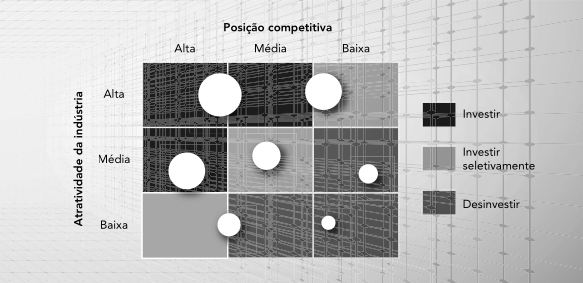 Posição competitiva
Alta
Média
Baixa
Atratividade da indústria
Alta
Média
Baixa
Investir
Investir
seletivamente
Desinvestir